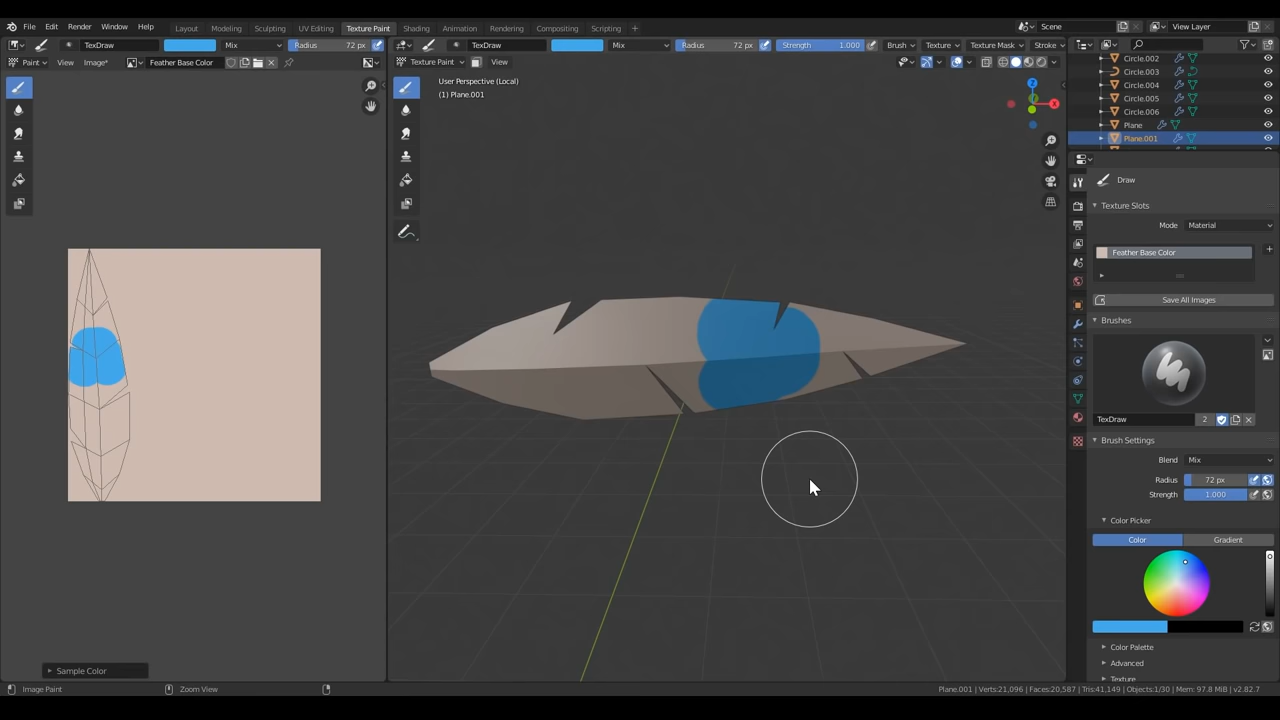 File Edit Render Window Help Layout Modeling Sculpting UV Editing Texture Paint Shading Animation Rendering Compositing Scripting + Scene View Layer
TexDraw Mix Radius 72 px TexDraw Mix Radius 72 px Strength 1.000 Brush Texture Texture Mask Stroke
Paint View Image* Feather Base Color Texture Paint View
User Perspective (Local)
(1) Plane.001
Z
X
Circle.002
Circle.003
Circle.004
Circle.005
Circle.006
Plane
Plane.001
Draw
Texture Slots
Mode Material
Feather Base Color
Save All Images
Brushes
TexDraw 2
Brush Settings
Blend Mix
Radius 72 px
Strength 1.000
Color Picker
Color Gradient
Color Palette
Advanced
Texture
Sample Color
Image Paint Zoom View Plane.001 | Verts:21,096 | Faces:20,587 | Tris:41,149 | Objects:1/30 | Mem: 97.8 MiB | v2.82.7